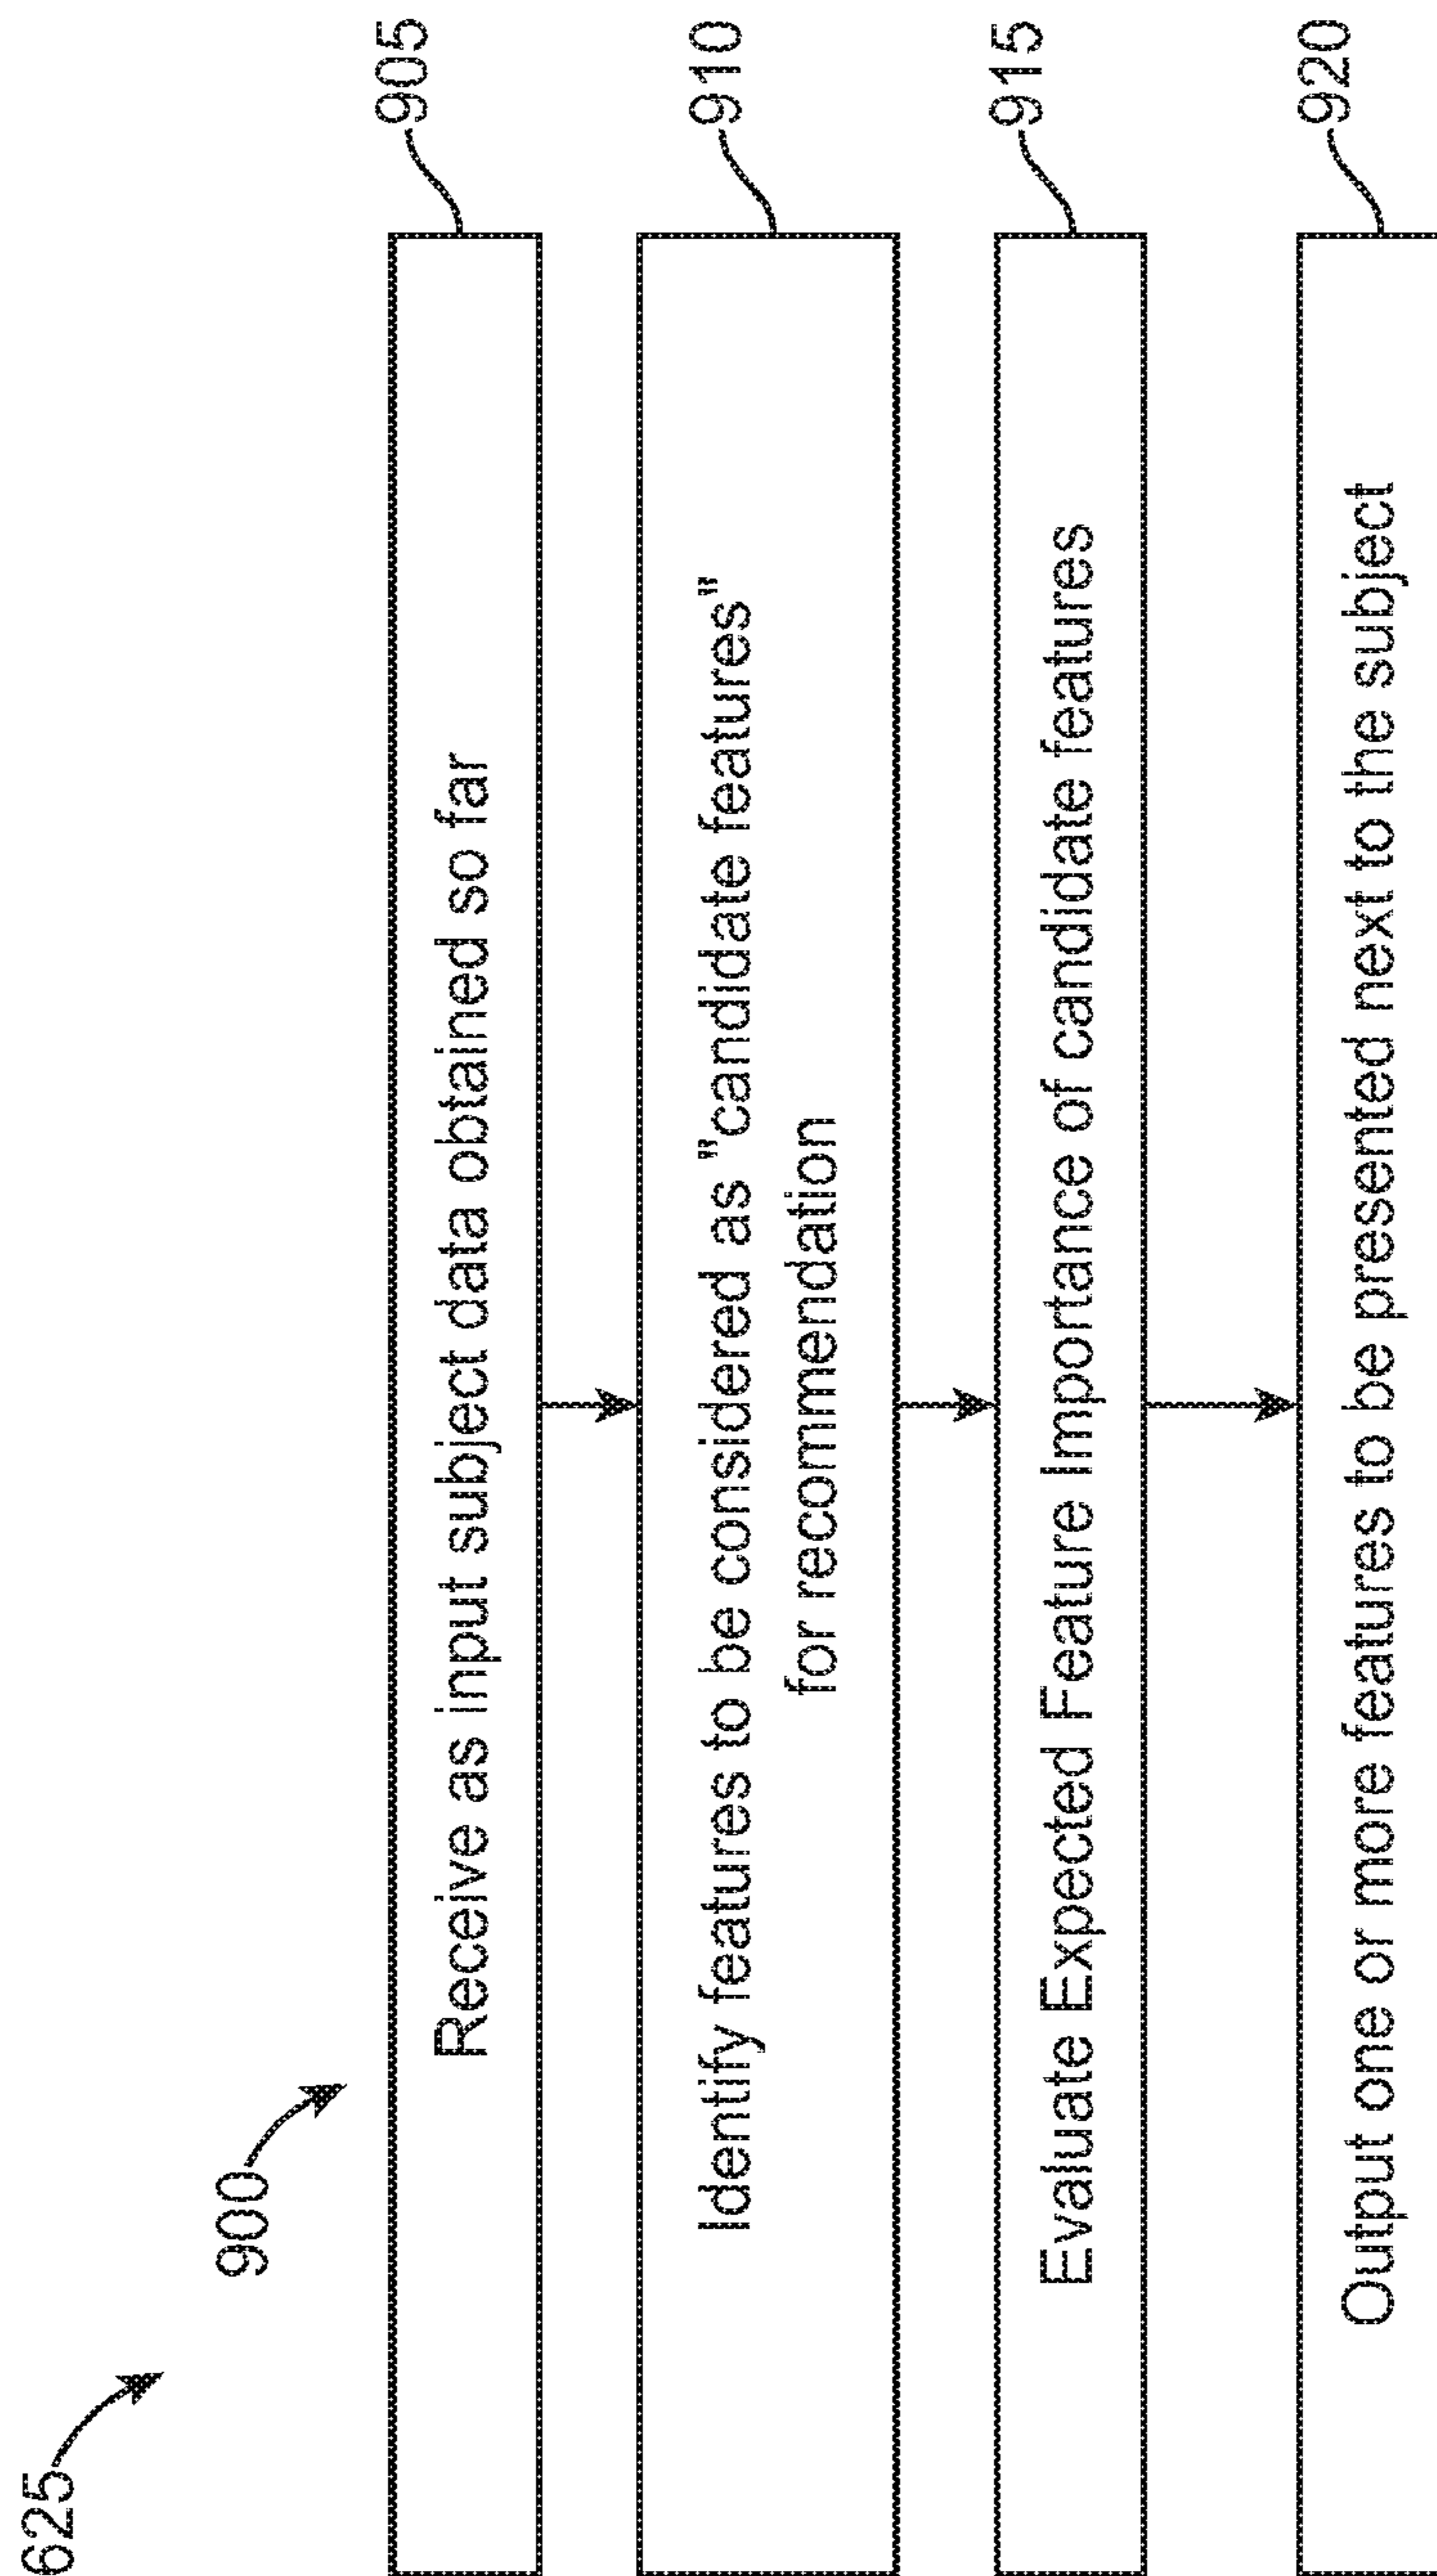 625
900
Receive as input subject data obtained so far
905
Identify features to be considered as "candidate features"
for recommendation
910
Evaluate Expected Feature Importance of candidate features
915
Output one or more features to be presented next to the subject
920